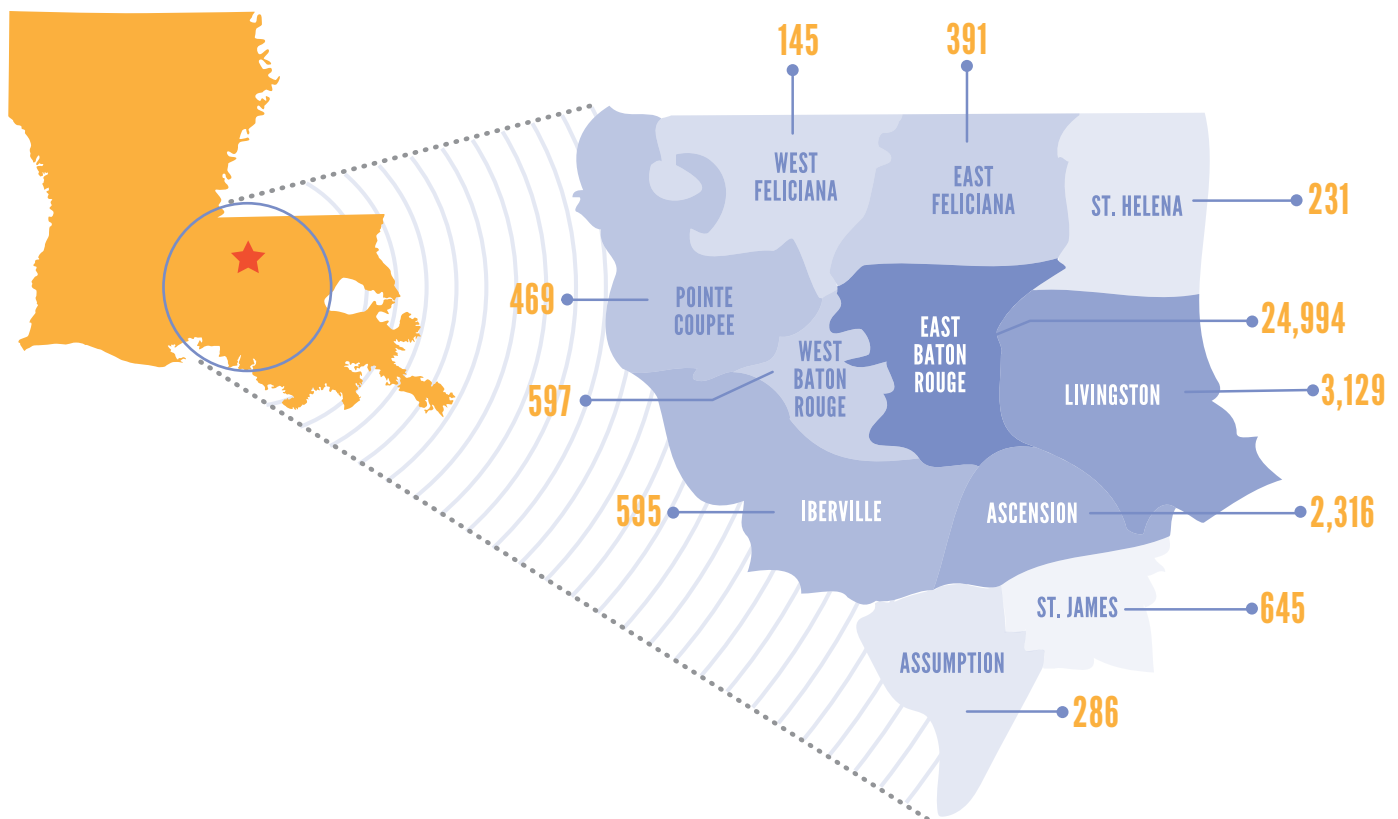 145
391
WEST
FELICIANA
EAST
FELICIANA
ST. HELENA
231
469
POINTE
COUPEE
EAST
BATON
ROUGE
24,994
WEST
BATON
ROUGE
597
LIVINGSTON
3,129
595
IBERVILLE
ASCENSION
2,316
ST. JAMES
645
ASSUMPTION
286